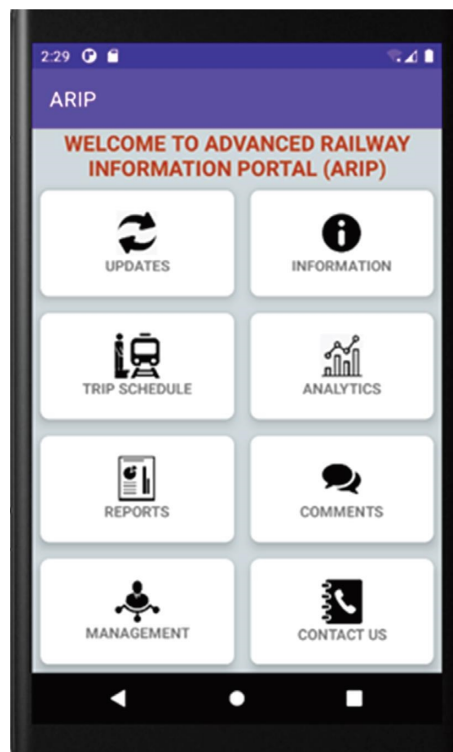 2:29
ARIP
WELCOME TO ADVANCED RAILWAY
INFORMATION PORTAL (ARIP)
UPDATES
INFORMATION
TRIP SCHEDULE
ANALYTICS
REPORTS
COMMENTS
MANAGEMENT
CONTACT US